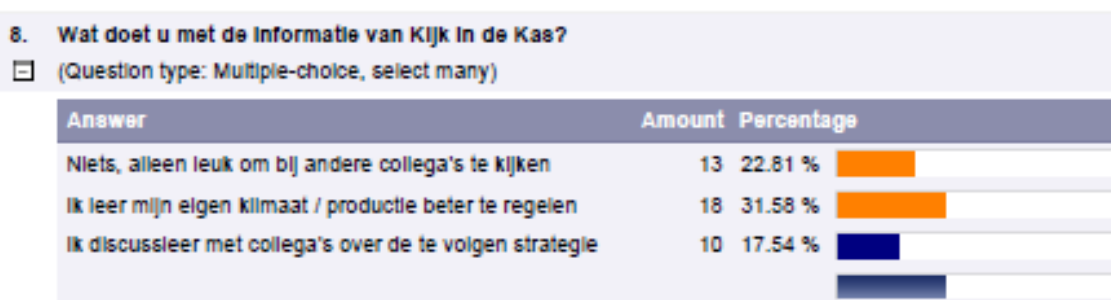 8. Wat doet u met de informatie van Kijk in de Kas?
(Question type: Multiple-choice, select many)
Answer Amount Percentage
Niets, alleen leuk om bij andere collega's te kijken 13 22.81 %
Ik leer mijn eigen klimaat / productie beter te regelen 18 31.58 %
Ik discussieer met collega's over de te volgen strategie 10 17.54 %